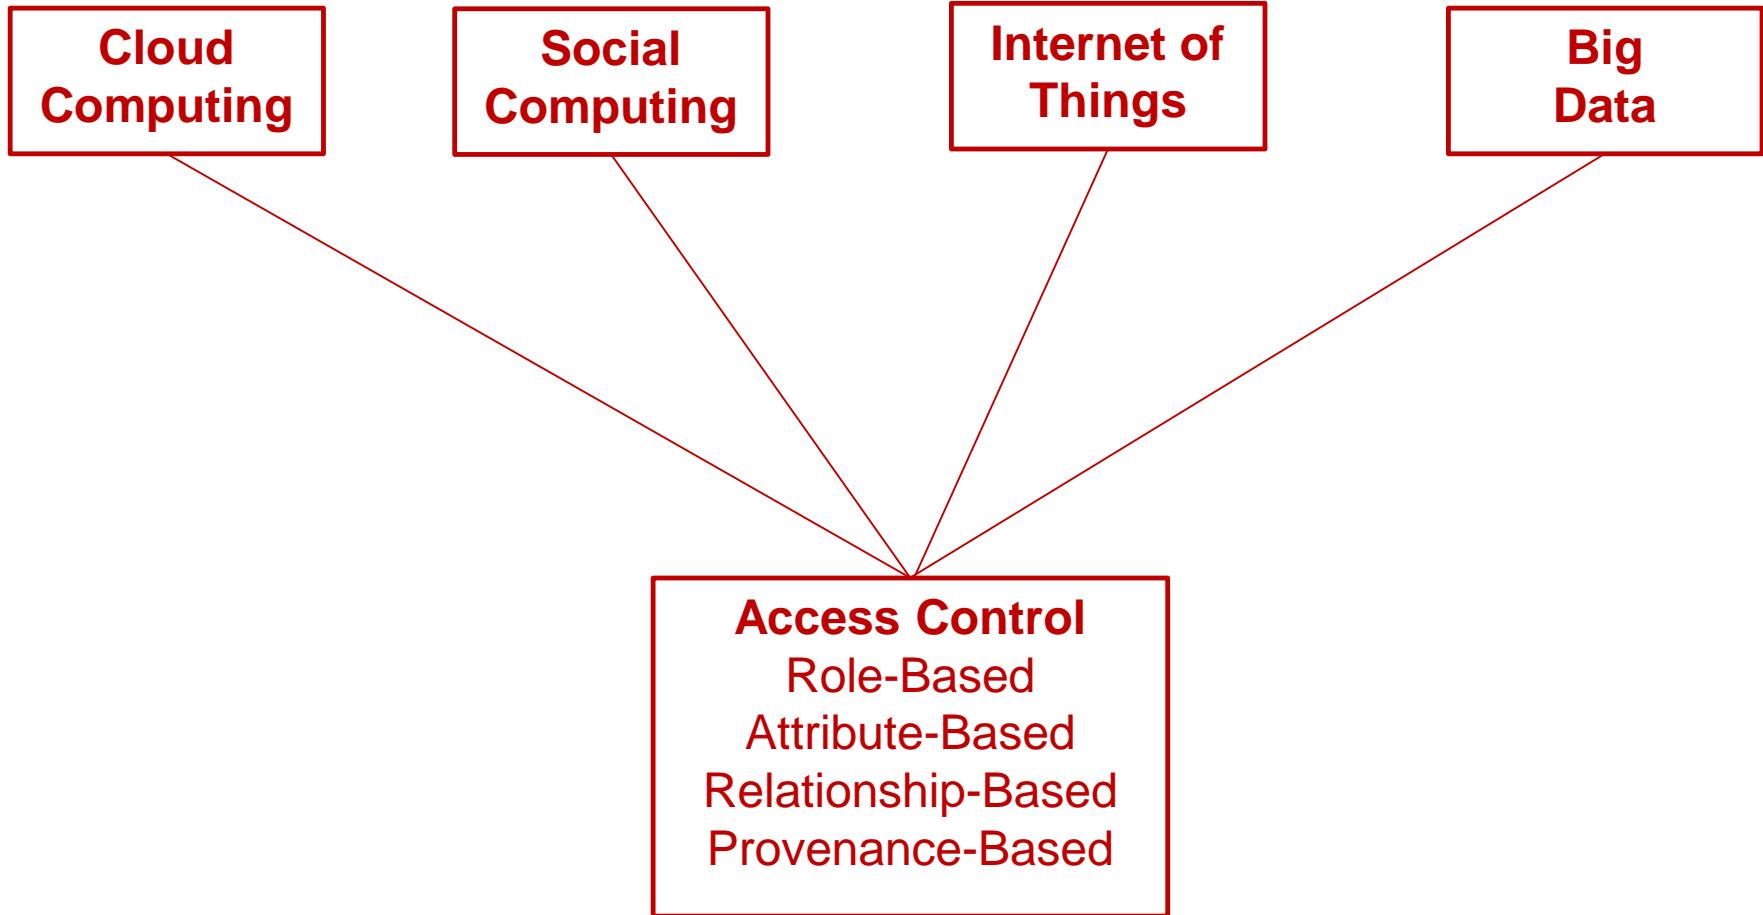 Cloud
Computing
Social
Computing
Internet of
Things
Big
Data
Access Control
Role-Based
Attribute-Based
Relationship-Based
Provenance-Based